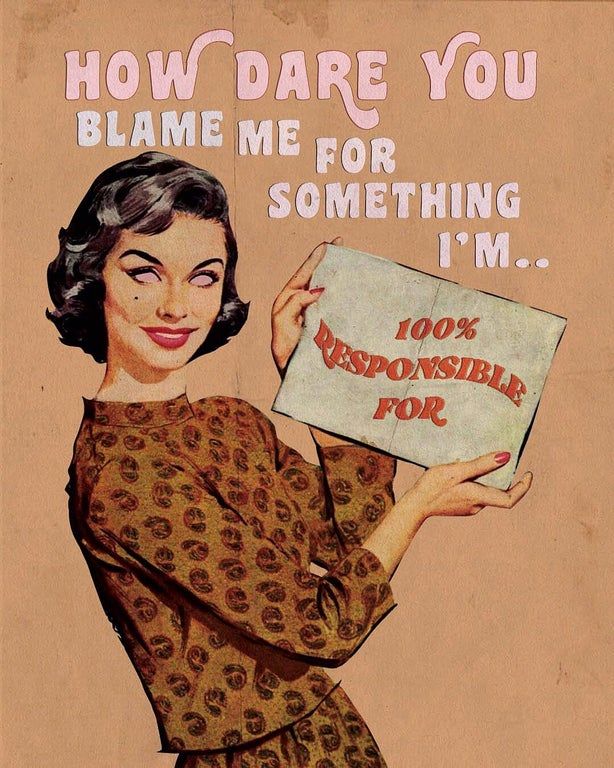 HOW DARE YOU
BLAME ME FOR
SOMETHING
I'M..
100%
RESPONSIBLE
FOR